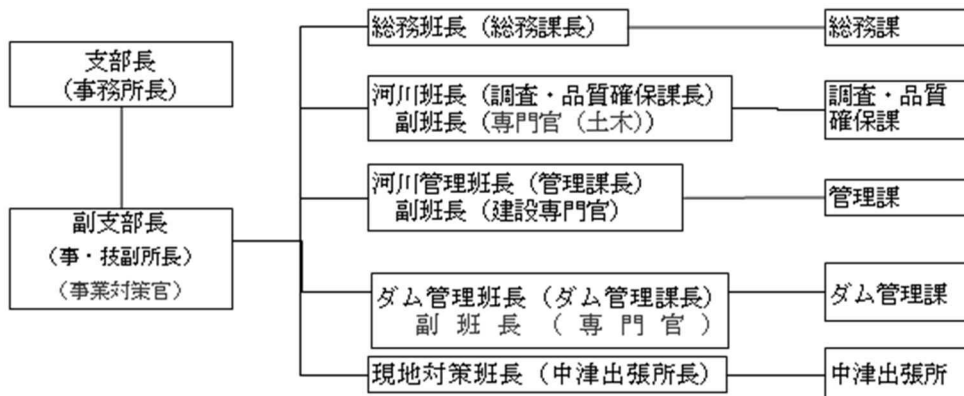 支部長
(事務所長)
副支部長
(事・技副所長)
(事業対策官)
総務班長（総務課長）
総務課
河川班長（調査・品質確保課長）
副班長（専門官（土木））
調査・品質
確保課
河川管理班長（管理課長）
副班長（建設専門官）
管理課
ダム管理班長（ダム管理課長）
副班長（専門官）
ダム管理課
現地対策班長（中津出張所長）
中津出張所